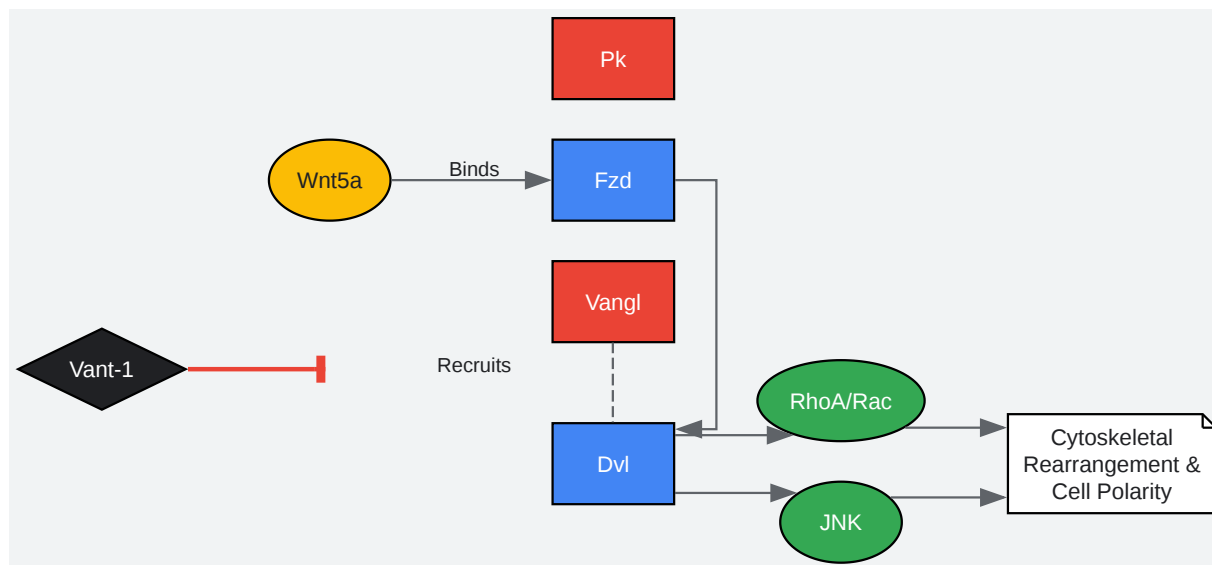 Pk
Wnt5a
Binds
Fzd
Vangl
Vant-1
Recruits
RhoA/Rac
Dvl
JNK
Cytoskeletal
Rearrangement &
Cell Polarity